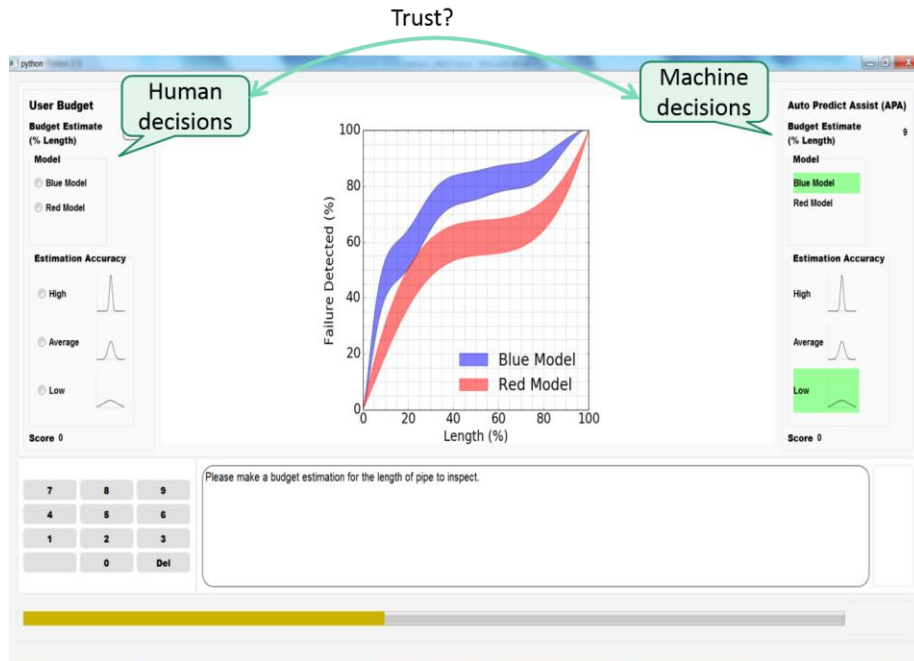 Trust?
python
User Budget
Budget Estimate
(% Length)
Model
Blue Model
Red Model
Estimation Accuracy
High
Average
Low
Score 0
Human
decisions
100
80
60
40
20
0
Failure Detected (%)
Blue Model
Red Model
0 20 40 60 80 100
Length (%)
Machine
decisions
Auto Predict Assist (APA)
Budget Estimate 9
(% Length)
Model
Blue Model
Red Model
Estimation Accuracy
High
Average
Low
Score 0
7 8 9
4 5 6
1 2 3
0 Del
Please make a budget estimation for the length of pipe to inspect.